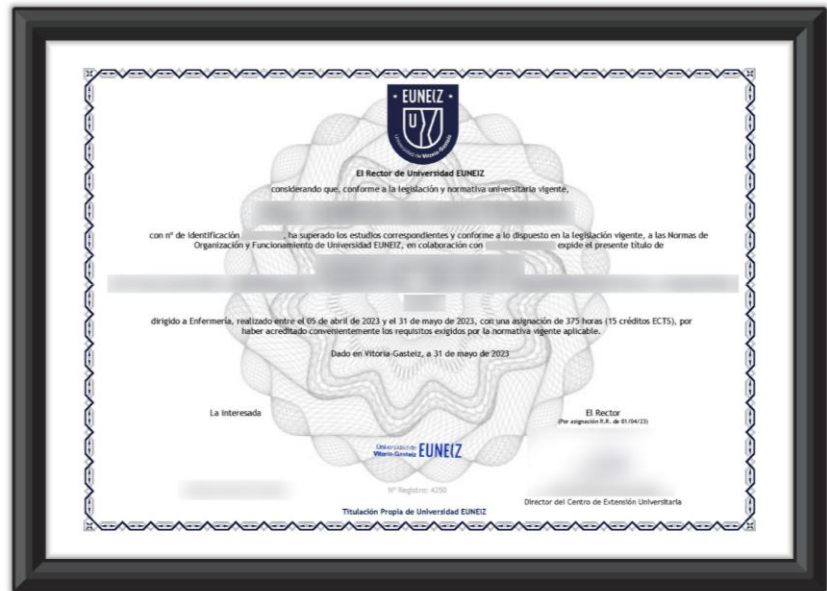 EUNEIZ
Universidad de Vitoria-Gasteiz
El Rector de Universidad EUNEIZ
considerando que, conforme a la legislación y normativa universitaria vigente,
con nº de identificación , ha superado los estudios correspondientes y conforme a lo dispuesto en la legislación vigente, a las Normas de
Organización y Funcionamiento de Universidad EUNEIZ, en colaboración con expide el presente título de
dirigido a Enfermería, realizado entre el 05 de abril de 2023 y el 31 de mayo de 2023, con una asignación de 375 horas (15 créditos ECTS), por
haber acreditado convenientemente los requisitos exigidos por la normativa vigente aplicable.
Dado en Vitoria-Gasteiz, a 31 de mayo de 2023
La interesada
El Rector
(Por asignación R.R. de 01/04/23)
Universidad de
Vitoria-Gasteiz EUNEIZ
Nº Registro: 4250
Director del Centro de Extensión Universitaria
Titulación Propia de Universidad EUNEIZ